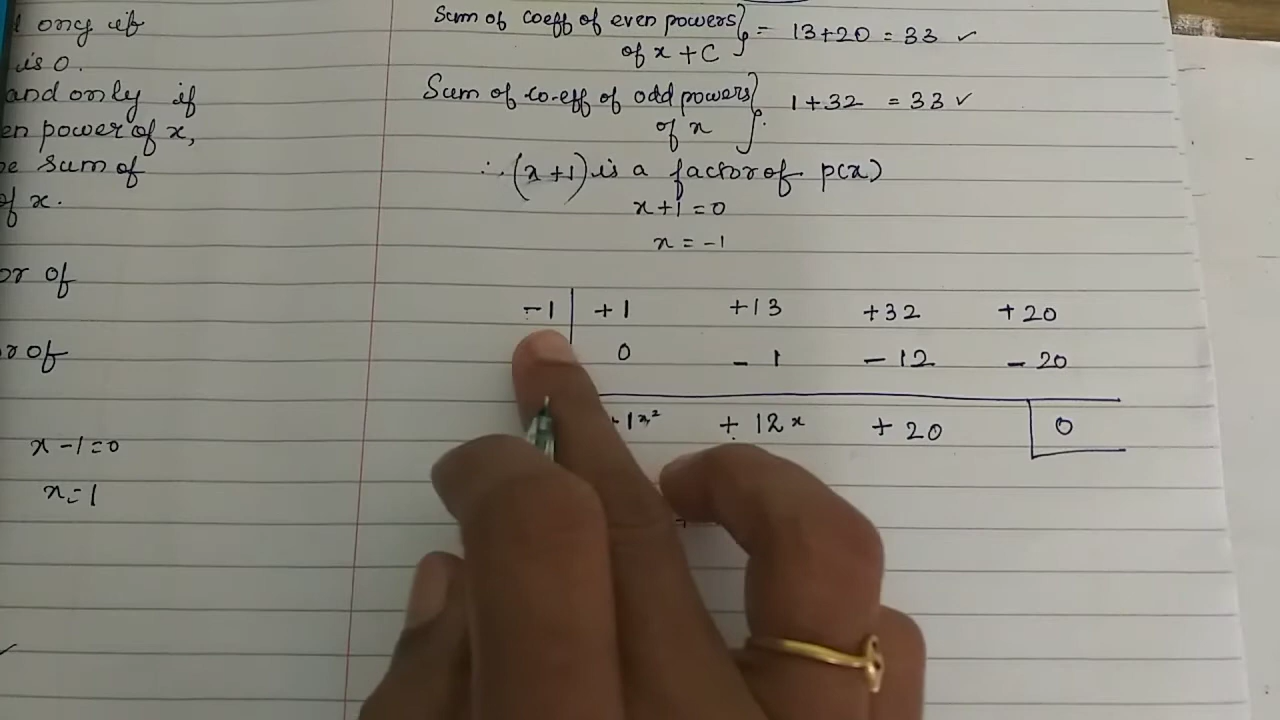 only if
is 0.
and only if
en power of x,
e sum of
of x.
or of
or of
x - 1 = 0
x = 1
Sum of coeff of even powers } = 13+20 = 33 ✓
of x + C
Sum of co-eff of odd powers } 1+32 = 33 ✓
of x
∴ (x+1) is a factor of p(x)
x+1 = 0
x = -1
-1 | +1 +13 +32 +20
0 - 1 - 12 - 20
1x² + 12x + 20 0